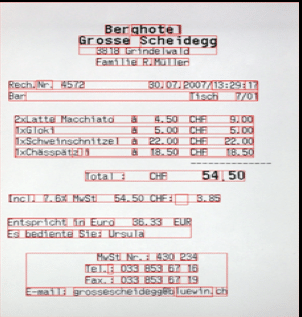 Berghotel
Grosse Scheidegg
3818 Grindelwald
Familie R.Müller
Rech.Nr. 4572 30.07.2007/13:29:17
Bar Tisch 7/01
2xLatte Macchiato à 4.50 CHF 9.00
1xGloki à 5.00 CHF 5.00
1xSchweinschnitzel à 22.00 CHF 22.00
1xChässpätzli à 18.50 CHF 18.50
Total: CHF 54.50
Incl. 7.6% MwSt 54.50 CHF: 3.85
Entspricht in Euro 36.33 EUR
Es bediente Sie: Ursula
MwSt Nr.: 430 234
Tel.: 033 853 67 16
Fax.: 033 853 67 19
E-mail: grossescheidegg@bluewin.ch